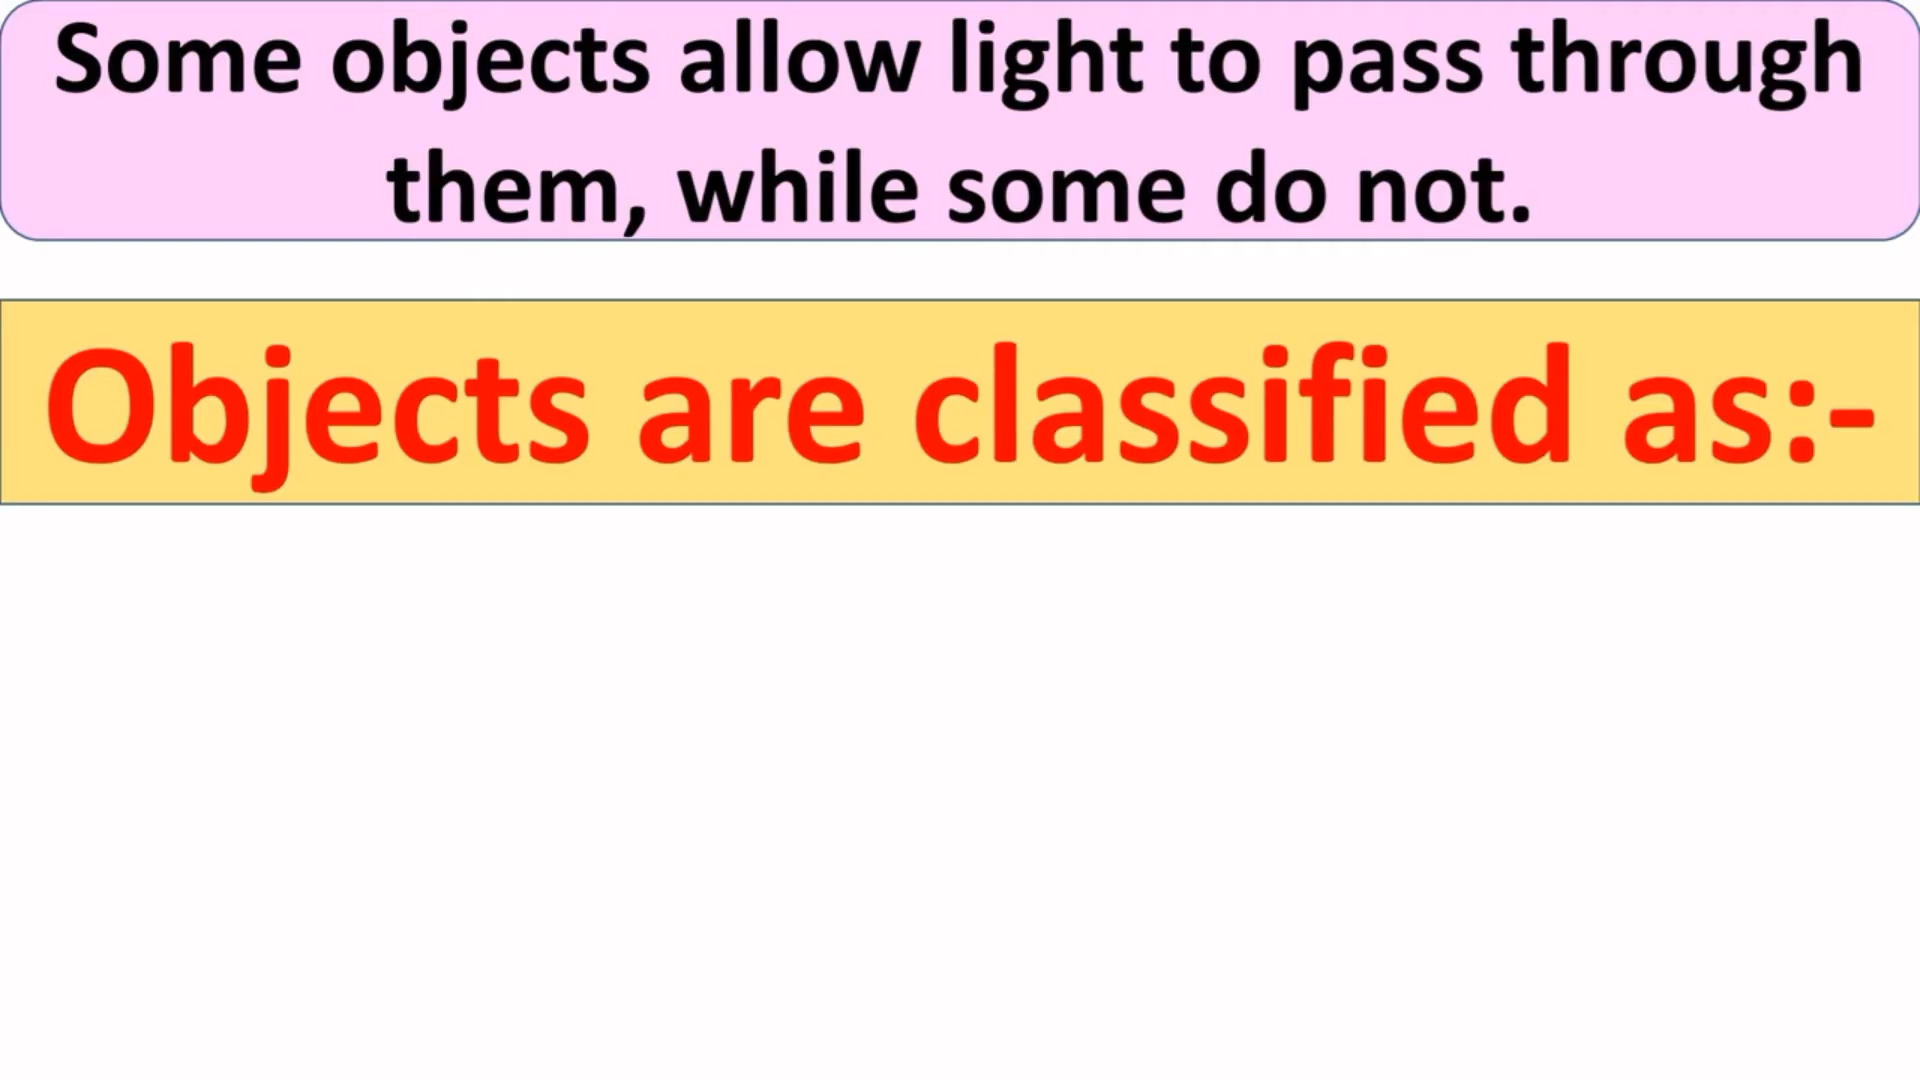 Some objects allow light to pass through
them, while some do not.
Objects are classified as:-